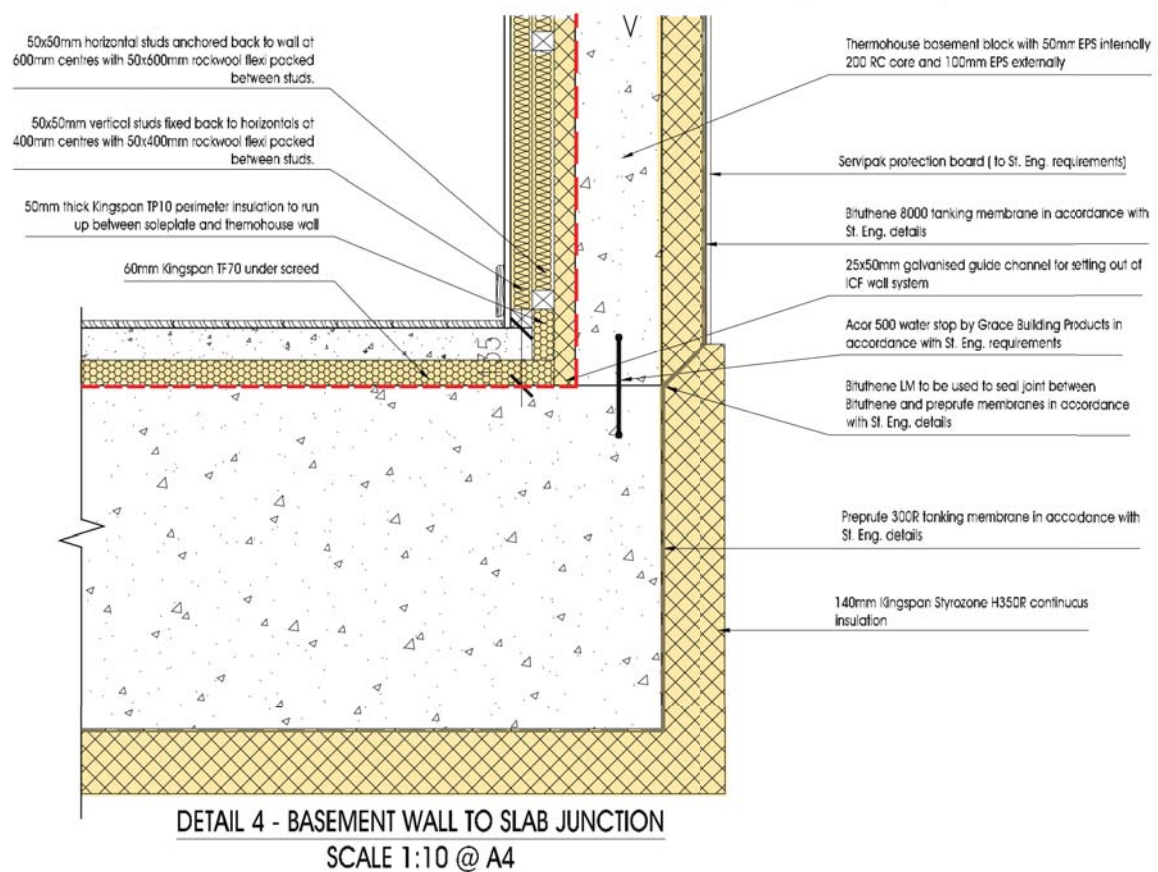 50x50mm horizontal studs anchored back to wall at
600mm centres with 50x600mm rockwool flexi packed
between studs.
50x50mm vertical studs fixed back to horizontals at
400mm centres with 50x400mm rockwool flexi packed
between studs.
50mm thick Kingspan TP10 perimeter insulation to run
up between soleplate and themohouse wall
60mm Kingspan TF70 under screed
135
Thermohouse basement block with 50mm EPS internally
200 RC core and 100mm EPS externally
Servipak protection board ( to St. Eng. requirements)
Bituthene 8000 tanking membrane in accordance with
St. Eng. details
25x50mm galvanised guide channel for setting out of
ICF wall system
Acor 500 water stop by Grace Building Products in
accordance with St. Eng. requirements
Bituthene LM to be used to seal joint between
Bituthene and preprufe membranes in accordance
with St. Eng. details
Preprufe 300R tanking membrane in accordance with
St. Eng. details
140mm Kingspan Styrozone H350R continuous
insulation
DETAIL 4 - BASEMENT WALL TO SLAB JUNCTION
SCALE 1:10 @ A4